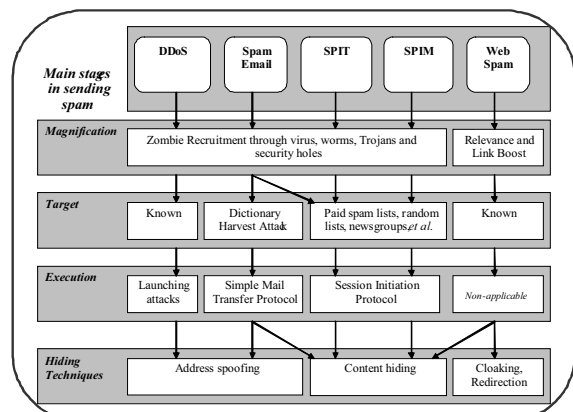 DDoS
Spam
Email
SPIT
SPIM
Web
Spam
Main stages
in sending
spam
Magnification
Zombie Recruitment through virus, worms, Trojans and
security holes
Relevance and
Link Boost
Target
Known
Dictionary
Harvest Attack
Paid spam lists, random
lists, newsgroups, et al.
Known
Execution
Launching
attacks
Simple Mail
Transfer Protocol
Session Initiation
Protocol
Non-applicable
Hiding
Techniques
Address spoofing
Content hiding
Cloaking,
Redirection